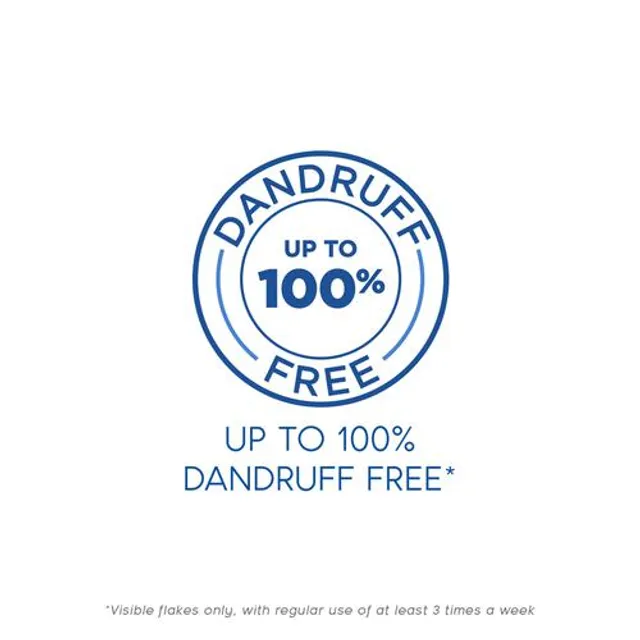 DANDRUFF
UP TO
100%
FREE
UP TO 100%
DANDRUFF FREE*
*Visible flakes only, with regular use of at least 3 times a week